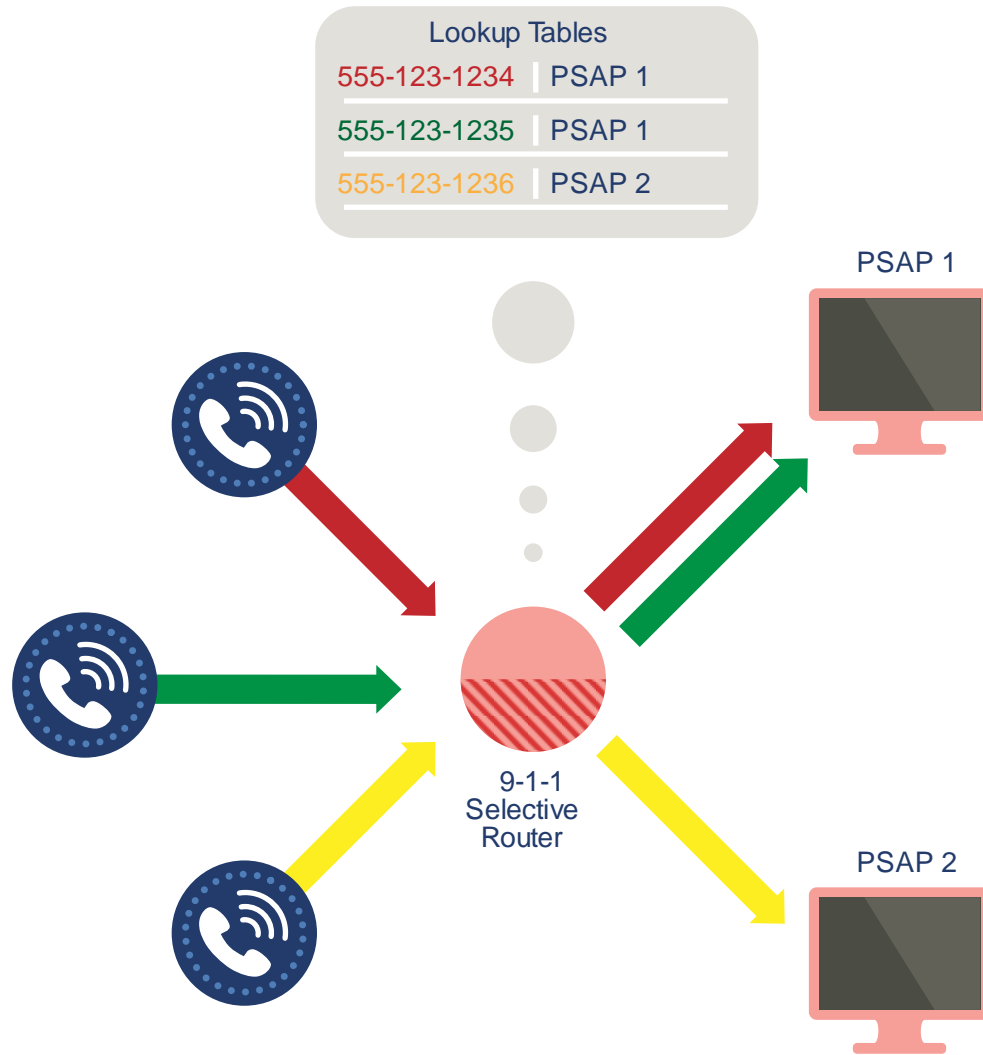 Lookup Tables
555-123-1234 PSAP 1
555-123-1235 PSAP 1
555-123-1236 PSAP 2
PSAP 1
9-1-1
Selective
Router
PSAP 2